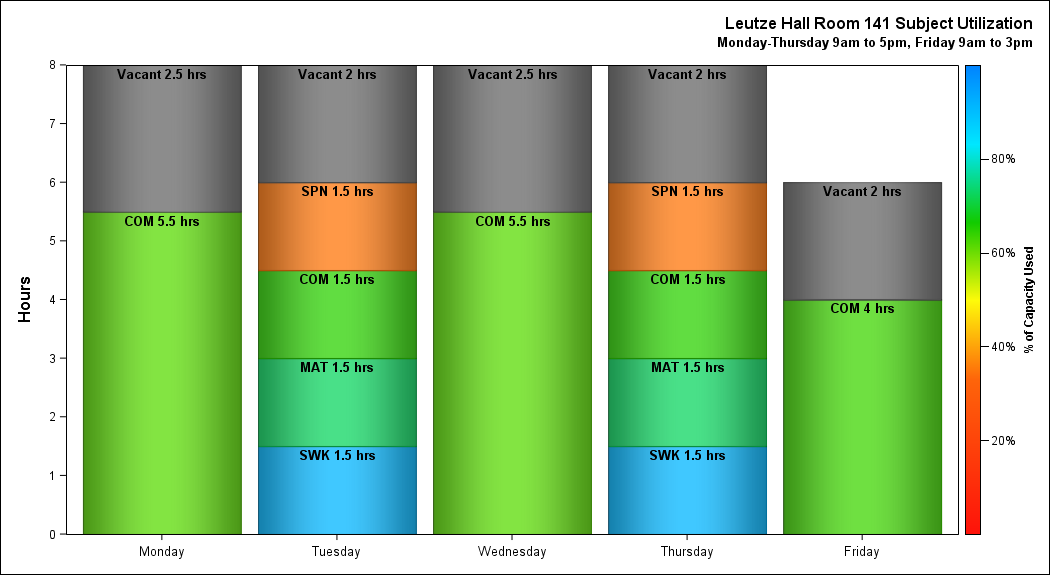 Leutze Hall Room 141 Subject Utilization
Monday-Thursday 9am to 5pm, Friday 9am to 3pm
Hours
8
7
6
5
4
3
2
1
0
Vacant 2.5 hrs
COM 5.5 hrs
Vacant 2 hrs
SPN 1.5 hrs
COM 1.5 hrs
MAT 1.5 hrs
SWK 1.5 hrs
Vacant 2.5 hrs
COM 5.5 hrs
Vacant 2 hrs
SPN 1.5 hrs
COM 1.5 hrs
MAT 1.5 hrs
SWK 1.5 hrs
Vacant 2 hrs
COM 4 hrs
Monday
Tuesday
Wednesday
Thursday
Friday
80%
60%
40%
20%
% of Capacity Used